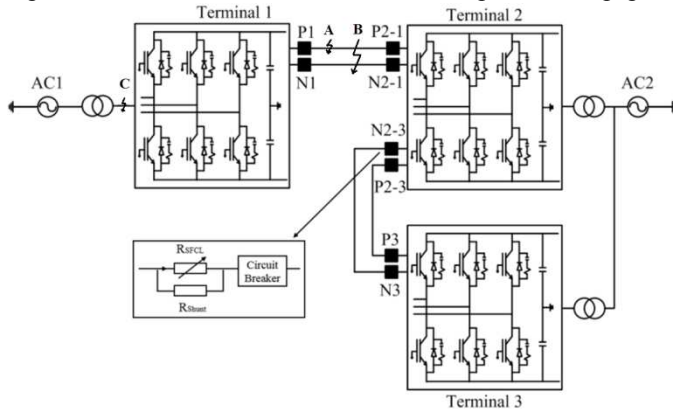 Terminal 1
Terminal 2
P1
A
B
P2-1
N1
N2-1
AC1
C
AC2
N2-3
P2-3
RSFCL
Circuit
Breaker
RShunt
P3
N3
Terminal 3